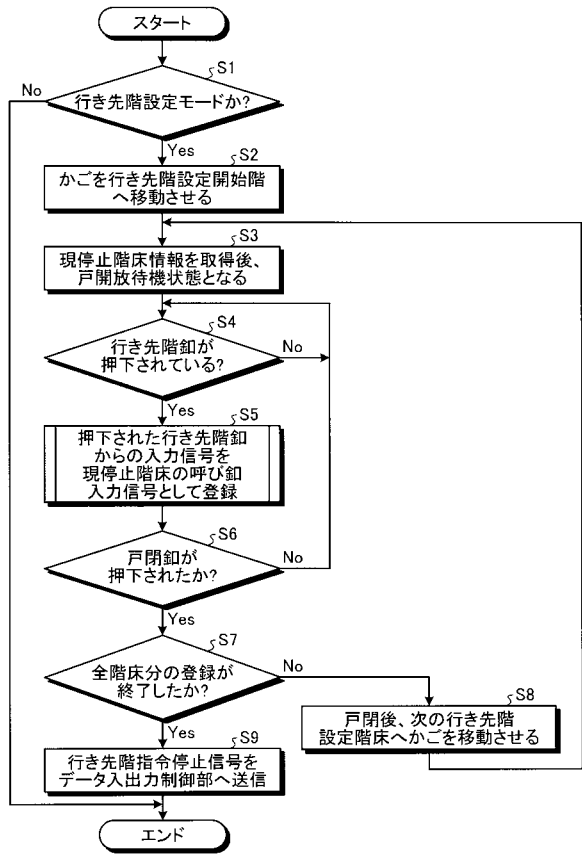 スタート
S1
行き先階設定モードか?
No
Yes
S2
かごを行き先階設定開始階
へ移動させる
S3
現停止階床情報を取得後、
戸開放待機状態となる
S4
行き先階釦が
押下されている?
No
Yes
S5
押下された行き先階釦
からの入力信号を
現停止階床の呼び釦
入力信号として登録
S6
戸閉釦が
押下されたか?
No
Yes
S7
全階床分の登録が
終了したか?
No
Yes
S8
戸閉後、次の行き先階
設定階床へかごを移動させる
S9
行き先階指令停止信号を
データ入出力制御部へ送信
エンド